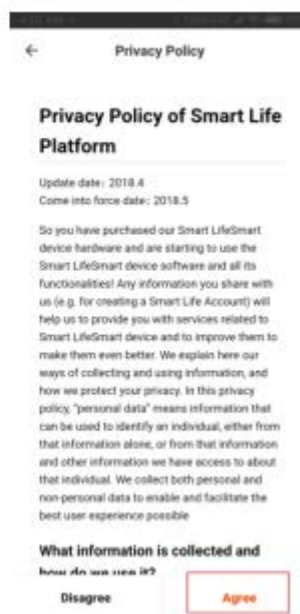 Privacy Policy
Privacy Policy of Smart Life
Platform
Update date: 2018.4
Come into force date: 2018.5
So you have purchased our Smart LifeSmart
device hardware and are starting to use the
Smart LifeSmart device software and all its
functionalities! Any information you share with
us (e.g. for creating a Smart Life Account) will
help us to provide you with services related to
Smart LifeSmart device and to improve them to
make them even better. We explain here our
ways of collecting and using information, and
how we protect your privacy. In this privacy
policy, "personal data" means information that
can be used to identify an individual, either from
that information alone, or from that information
and other information we have access to about
that individual. We collect both personal and
non-personal data to enable and facilitate the
best user experience possible
What information is collected and
how do we use it?
Disagree
Agree